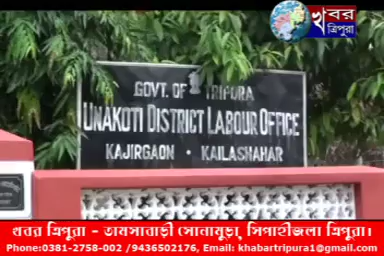 খবর
ত্রিপুরা
GOVT. OF TRIPURA
UNAKOTI DISTRICT LABOUR OFFICE
KAJIRGAON • KAILASHAHAR
খবর ত্রিপুরা - তামসাবাড়ী সোনামুড়া, সিপাহীজলা ত্রিপুরা।
Phone:0381-2758-002 /9436502176, Email: khabartripura1@gmail.com